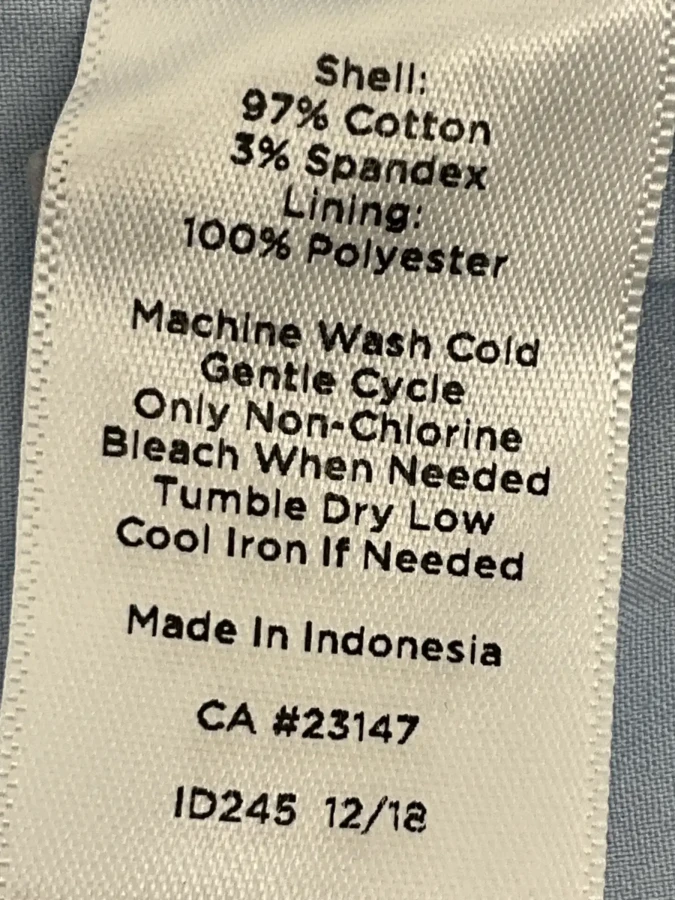 Shell:
97% Cotton
3% Spandex
Lining:
100% Polyester
Machine Wash Cold
Gentle Cycle
Only Non-Chlorine
Bleach When Needed
Tumble Dry Low
Cool Iron If Needed
Made In Indonesia
CA #23147
ID245 12/18